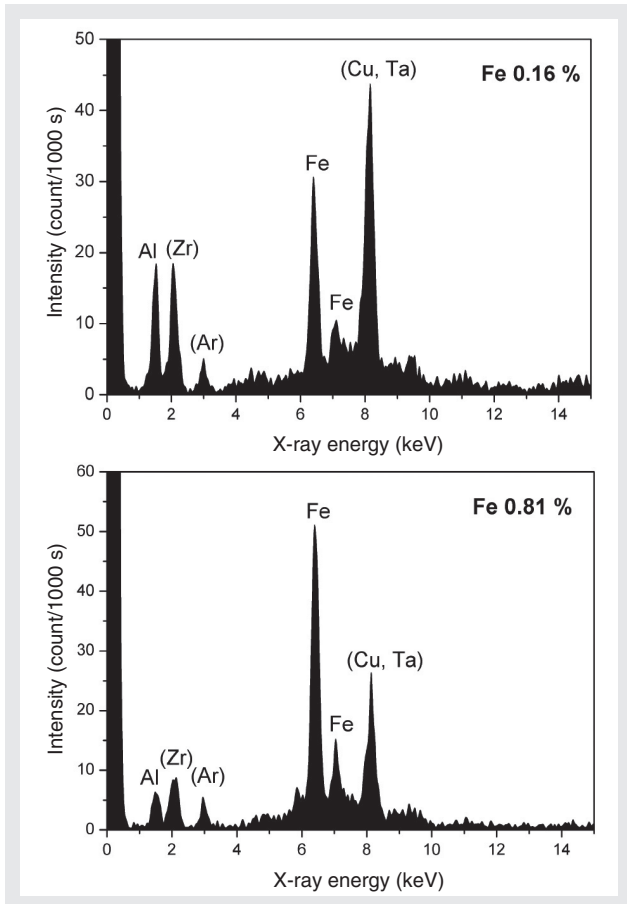 50
(Cu, Ta)
Fe 0.16 %
40
Fe
30
Al (Zr)
20
Fe
10
(Ar)
0
0 2 4 6 8 10 12 14
Intensity (count/1000 s)
X-ray energy (keV)
60
Fe
Fe 0.81 %
50
40
30
(Cu, Ta)
20
Fe
10
Al (Zr) (Ar)
0
0 2 4 6 8 10 12 14
Intensity (count/1000 s)
X-ray energy (keV)